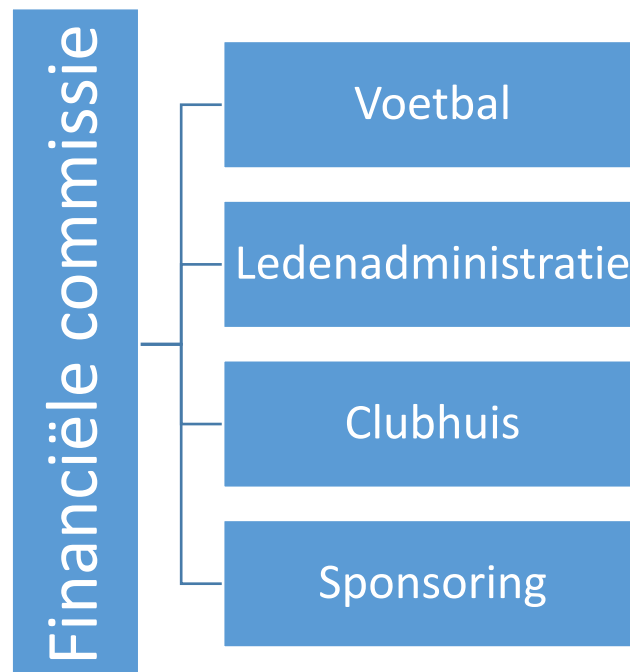 Financiële commissie
Voetbal
Ledenadministratie
Clubhuis
Sponsoring